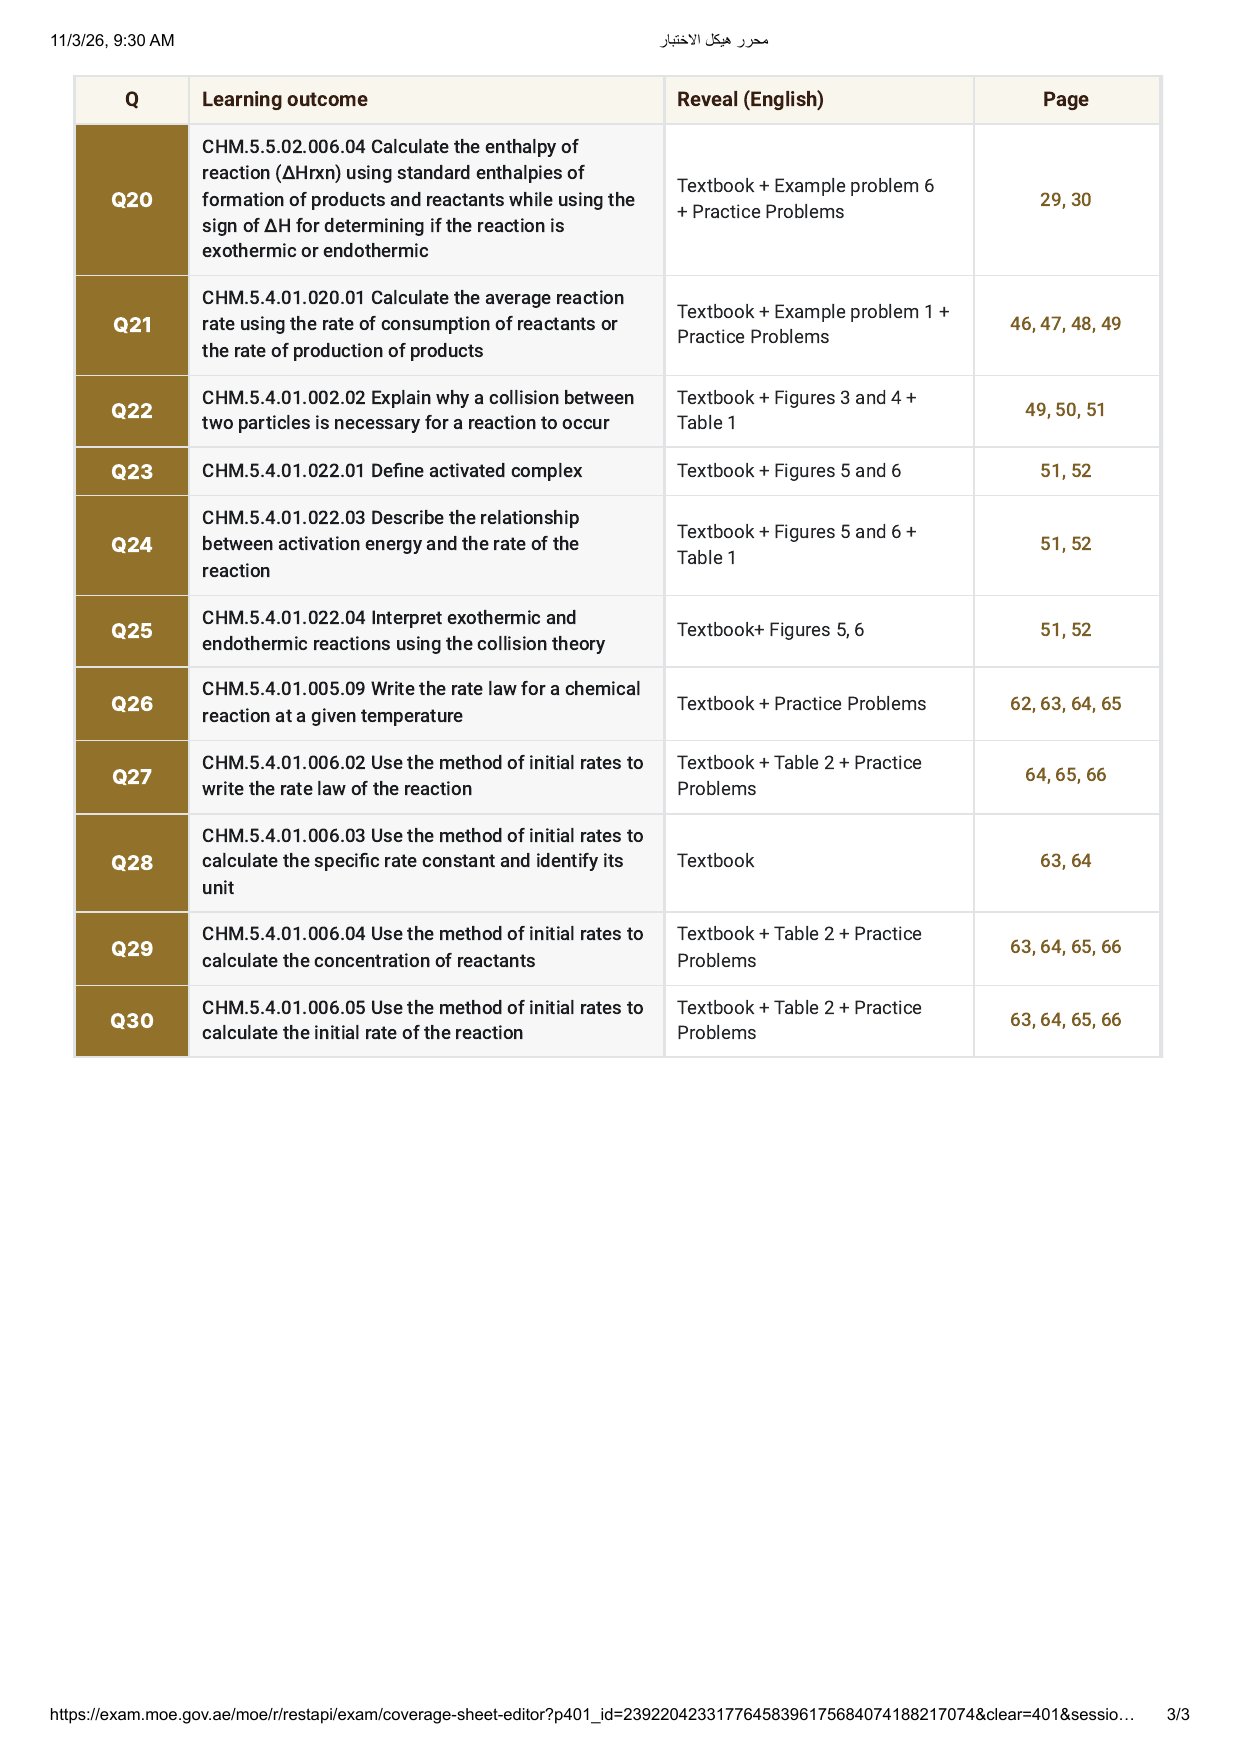 11/3/26, 9:30 AM
محرر هيكل الاختبار
Q
Learning outcome
Reveal (English)
Page
Q20
CHM.5.5.02.006.04 Calculate the enthalpy of
reaction (ΔHrxn) using standard enthalpies of
formation of products and reactants while using the
sign of ΔH for determining if the reaction is
exothermic or endothermic
Textbook + Example problem 6
+ Practice Problems
29, 30
Q21
CHM.5.4.01.020.01 Calculate the average reaction
rate using the rate of consumption of reactants or
the rate of production of products
Textbook + Example problem 1 +
Practice Problems
46, 47, 48, 49
Q22
CHM.5.4.01.002.02 Explain why a collision between
two particles is necessary for a reaction to occur
Textbook + Figures 3 and 4 +
Table 1
49, 50, 51
Q23
CHM.5.4.01.022.01 Define activated complex
Textbook + Figures 5 and 6
51, 52
Q24
CHM.5.4.01.022.03 Describe the relationship
between activation energy and the rate of the
reaction
Textbook + Figures 5 and 6 +
Table 1
51, 52
Q25
CHM.5.4.01.022.04 Interpret exothermic and
endothermic reactions using the collision theory
Textbook+ Figures 5, 6
51, 52
Q26
CHM.5.4.01.005.09 Write the rate law for a chemical
reaction at a given temperature
Textbook + Practice Problems
62, 63, 64, 65
Q27
CHM.5.4.01.006.02 Use the method of initial rates to
write the rate law of the reaction
Textbook + Table 2 + Practice
Problems
64, 65, 66
Q28
CHM.5.4.01.006.03 Use the method of initial rates to
calculate the specific rate constant and identify its
unit
Textbook
63, 64
Q29
CHM.5.4.01.006.04 Use the method of initial rates to
calculate the concentration of reactants
Textbook + Table 2 + Practice
Problems
63, 64, 65, 66
Q30
CHM.5.4.01.006.05 Use the method of initial rates to
calculate the initial rate of the reaction
Textbook + Table 2 + Practice
Problems
63, 64, 65, 66
https://exam.moe.gov.ae/moe/r/restapi/exam/coverage-sheet-editor?p401_id=239220423317764583961756840741882170​74&clear=401&sessio…
3/3